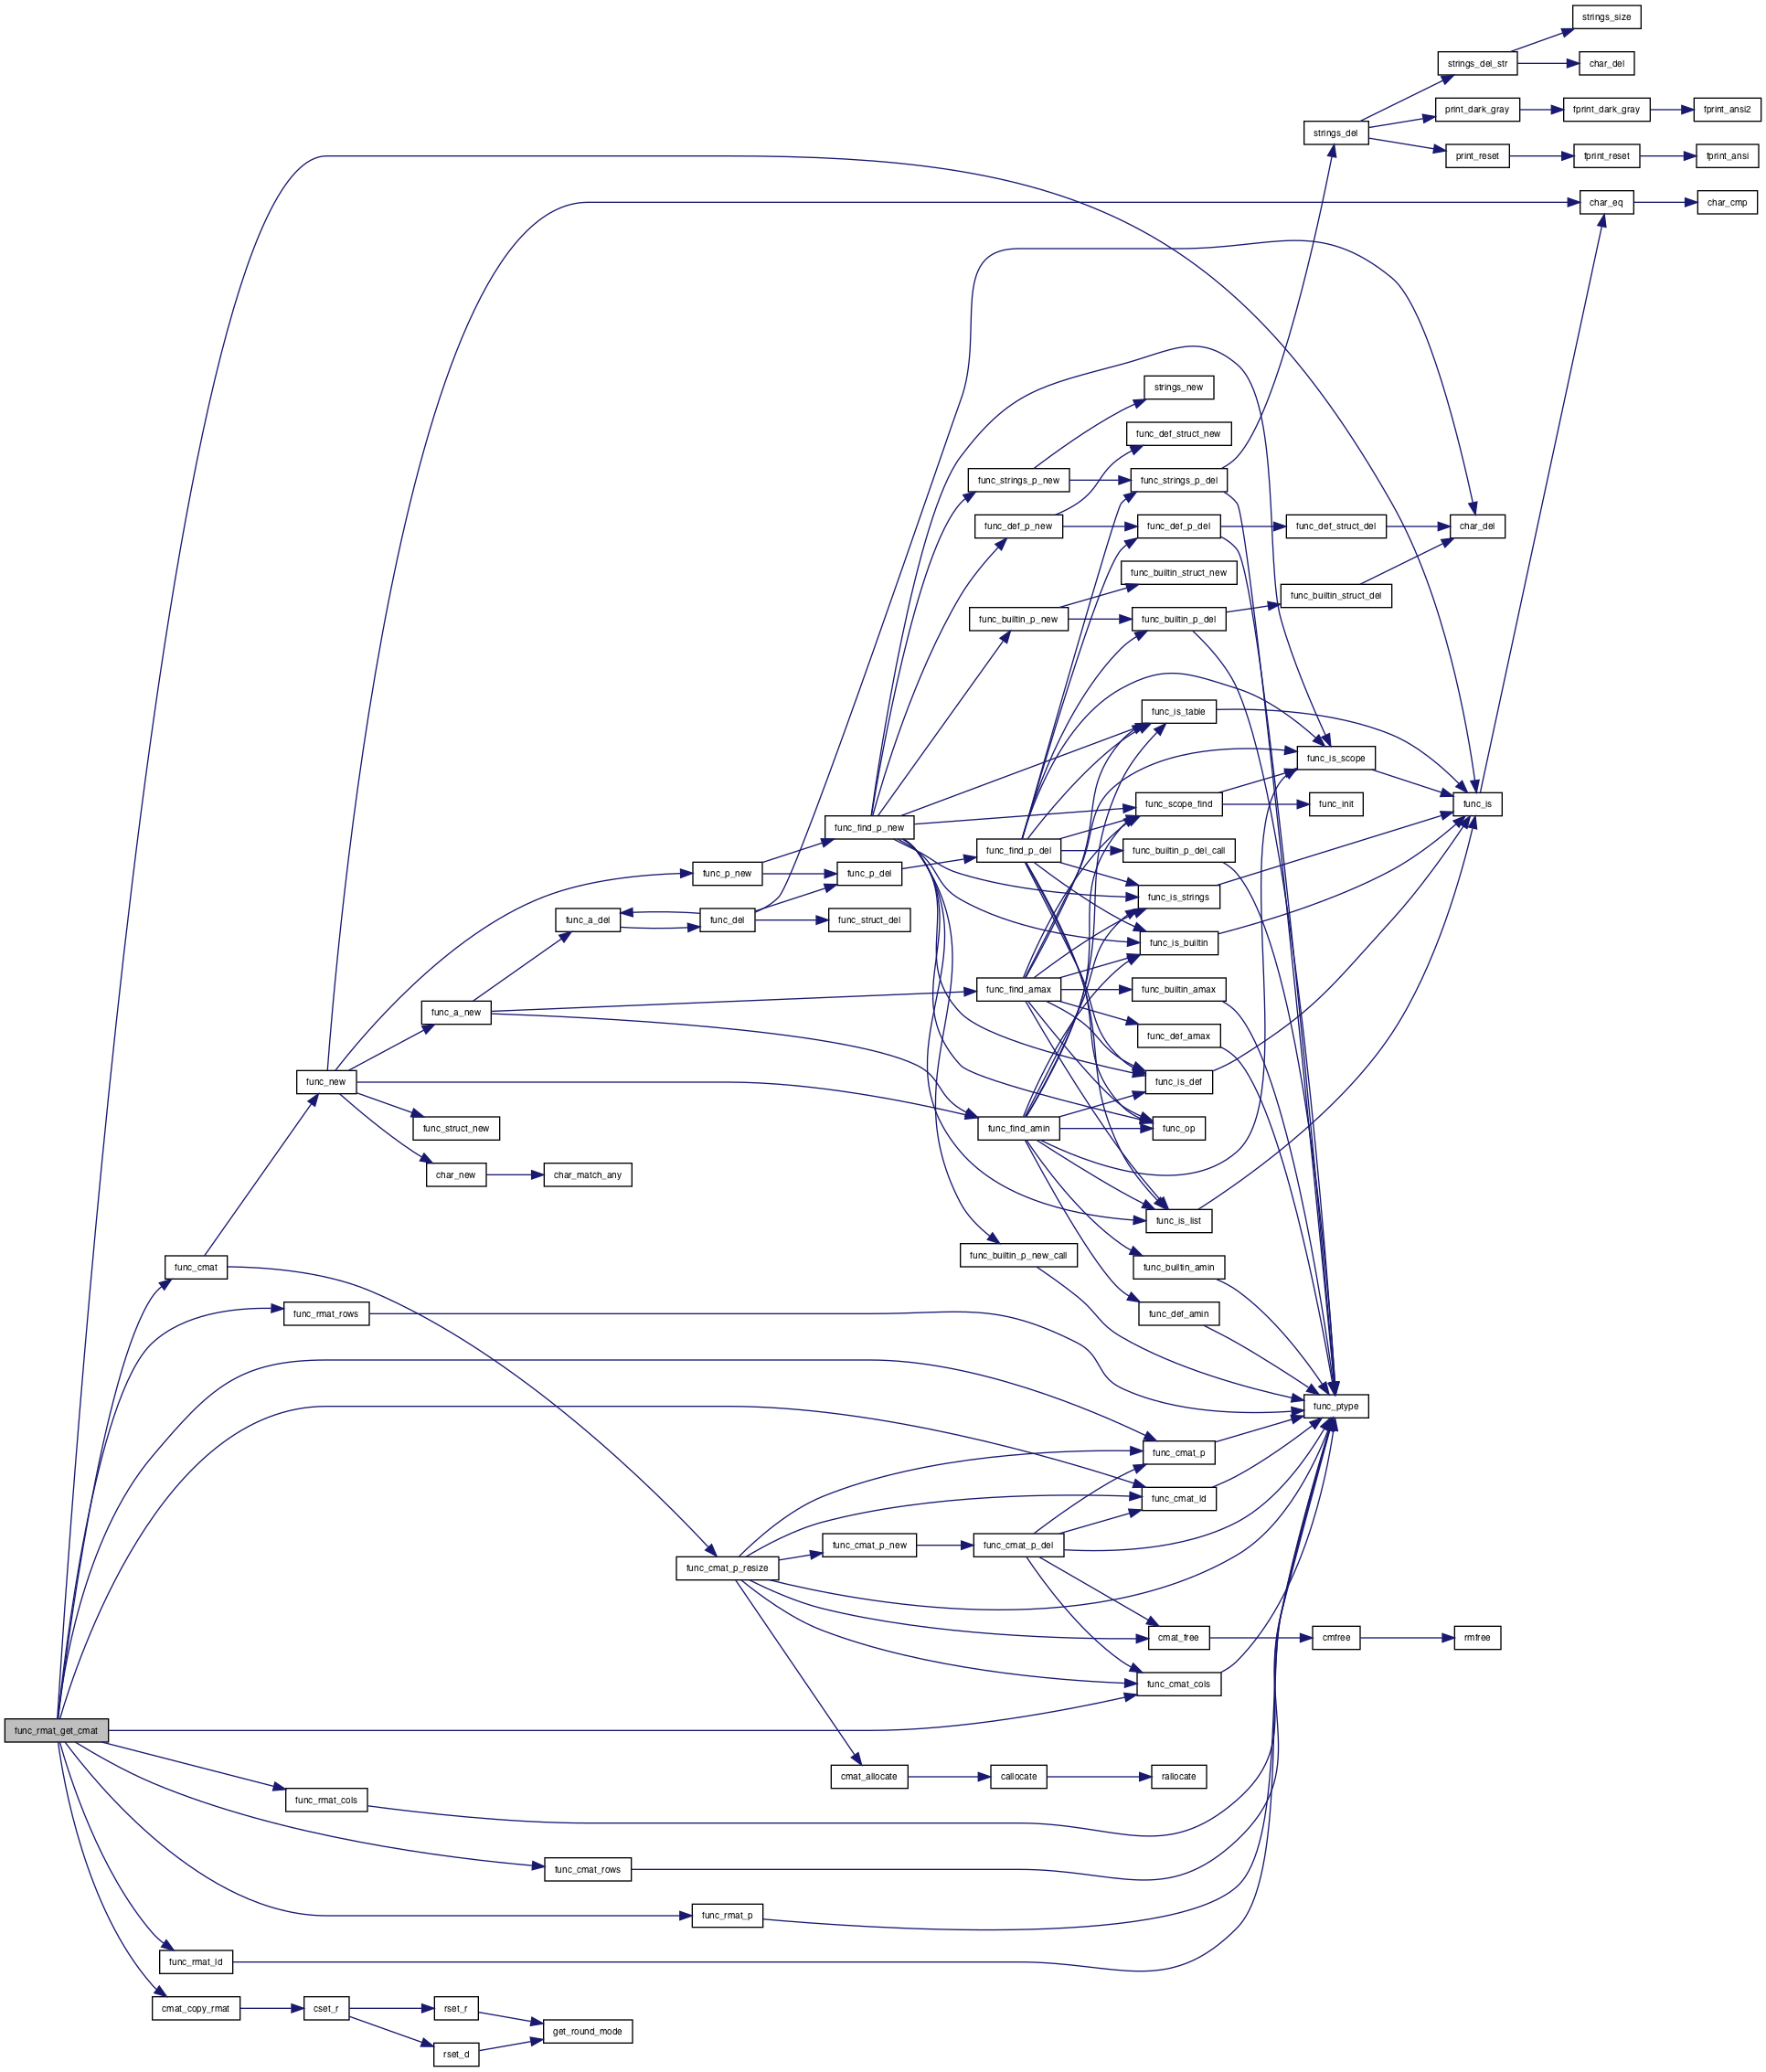 strings_size
strings_del_str
char_del
print_dark_gray
fprint_dark_gray
fprint_ansi2
strings_del
print_reset
fprint_reset
fprint_ansi
char_eq
char_cmp
strings_new
func_def_struct_new
func_strings_p_new
func_strings_p_del
func_def_p_new
func_def_p_del
func_def_struct_del
char_del
func_builtin_struct_new
func_builtin_struct_del
func_builtin_p_new
func_builtin_p_del
func_is_table
func_is_scope
func_scope_find
func_init
func_is
func_find_p_new
func_find_p_del
func_builtin_p_del_call
func_p_new
func_p_del
func_is_strings
func_a_del
func_del
func_struct_del
func_is_builtin
func_find_amax
func_builtin_amax
func_a_new
func_def_amax
func_new
func_is_def
func_struct_new
func_find_amin
func_op
char_new
char_match_any
func_is_list
func_builtin_p_new_call
func_cmat
func_builtin_amin
func_rmat_rows
func_def_amin
func_ptype
func_cmat_p
func_cmat_ld
func_cmat_p_new
func_cmat_p_del
func_cmat_p_resize
cmat_free
cmfree
rmfree
func_cmat_cols
func_rmat_get_cmat
cmat_allocate
callocate
rallocate
func_rmat_cols
func_cmat_rows
func_rmat_p
func_rmat_ld
cmat_copy_rmat
cset_r
rset_r
get_round_mode
rset_d